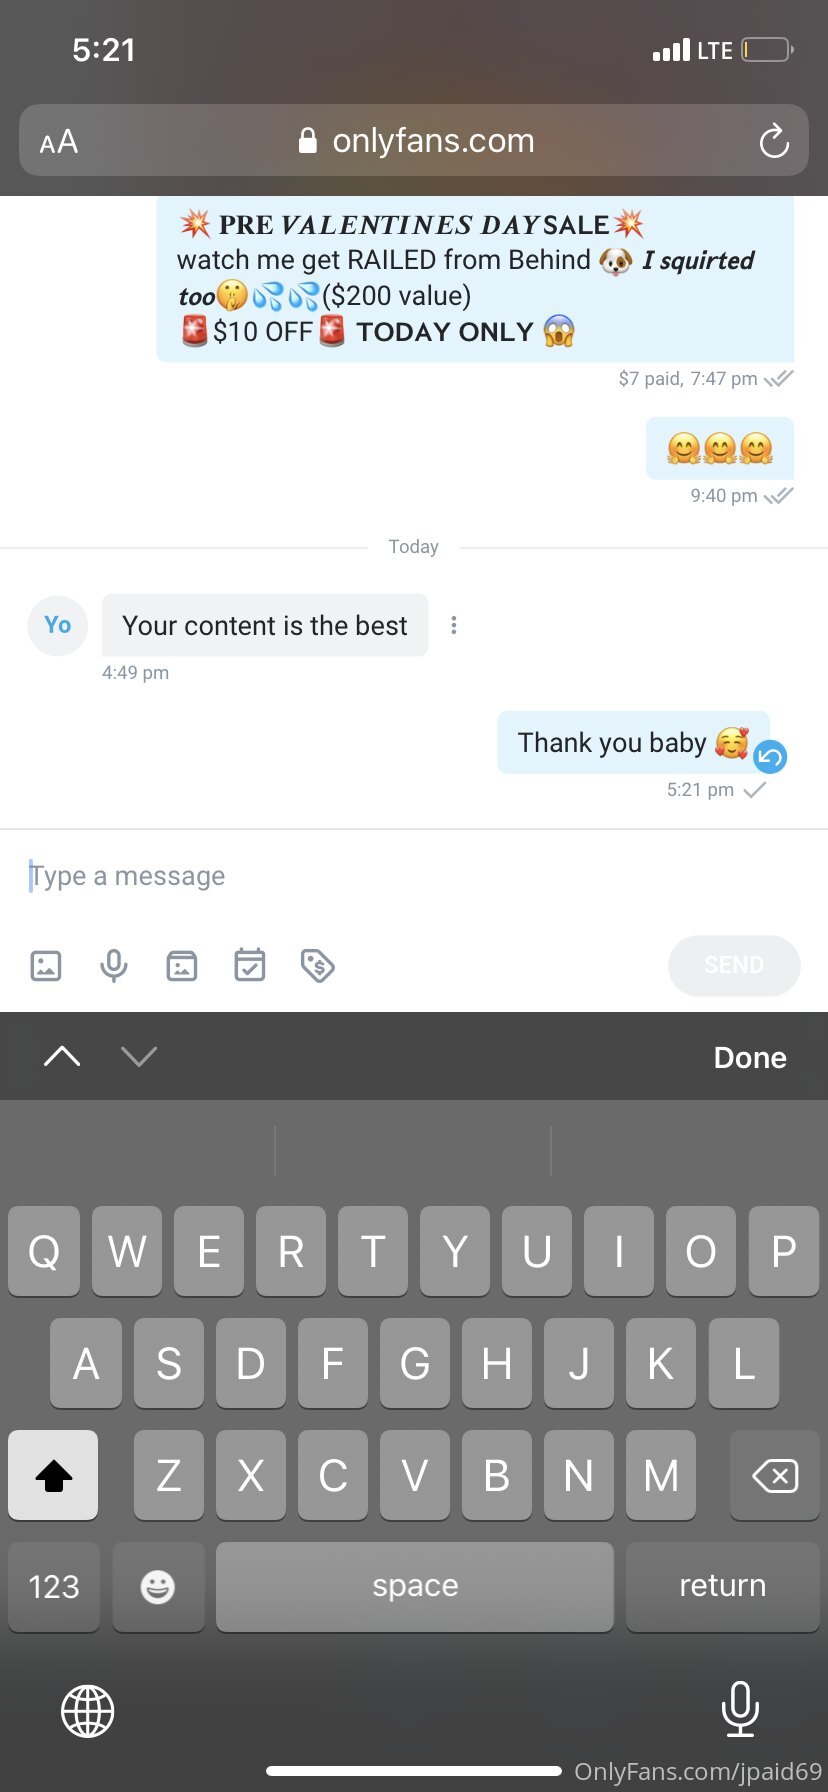 5:21
LTE
AA
onlyfans.com
💥 PRE VALENTINES DAY SALE💥
watch me get RAILED from Behind 🐶 I squirted
too🤫💦💦($200 value)
🚨$10 OFF🚨 TODAY ONLY 😱
$7 paid, 7:47 pm
🤗🤗🤗
9:40 pm
Today
Yo
Your content is the best
4:49 pm
Thank you baby 🥰
5:21 pm
Type a message
SEND
Done
Q W E R T Y U I O P
A S D F G H J K L
Z X C V B N M
123
space
return
OnlyFans.com/jpaid69